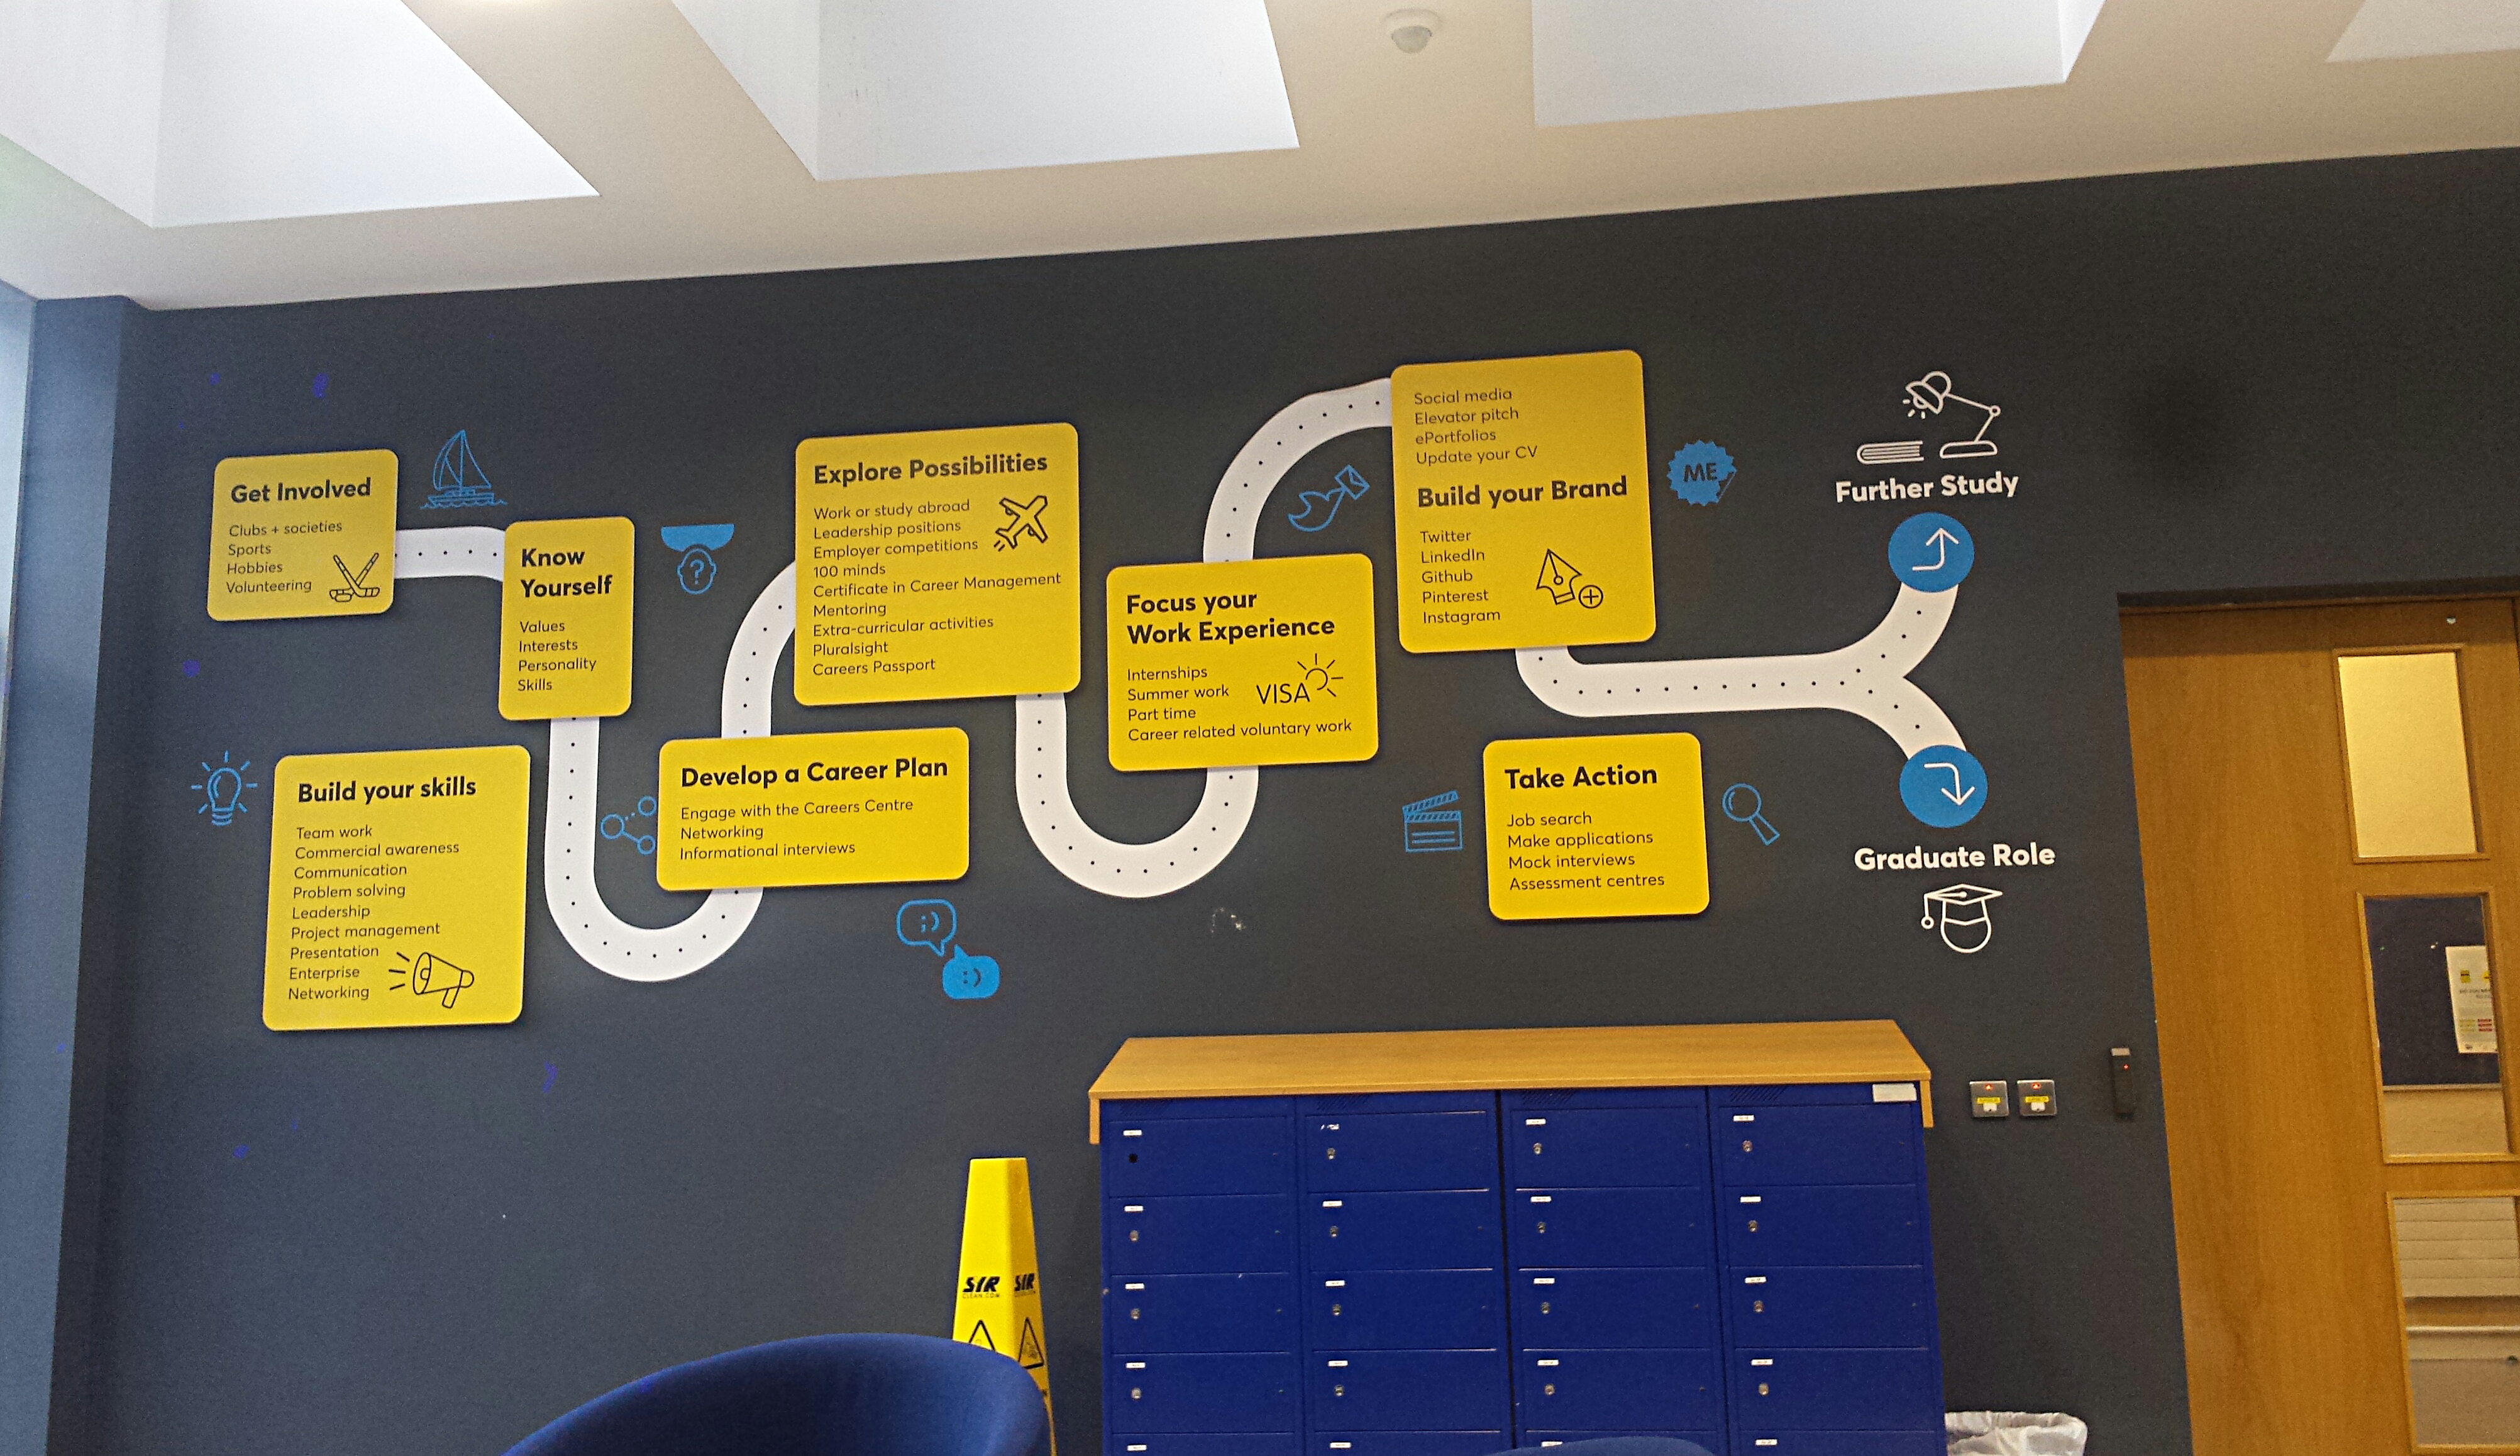 Get Involved
Clubs + societies
Sports
Hobbies
Volunteering
Know
Yourself
Values
Interests
Personality
Skills
?
Build your skills
Team work
Commercial awareness
Communication
Problem solving
Leadership
Project management
Presentation
Enterprise
Networking
Develop a Career Plan
Engage with the Careers Centre
Networking
Informational interviews
;)
:)
Explore Possibilities
Work or study abroad
Leadership positions
Employer competitions
100 minds
Certificate in Career Management
Mentoring
Extra-curricular activities
Pluralsight
Careers Passport
Focus your
Work Experience
Internships
Summer work
Part time
Career related voluntary work
VISA
Social media
Elevator pitch
ePortfolios
Update your CV
Build your Brand
Twitter
LinkedIn
Github
Pinterest
Instagram
ME
Take Action
Job search
Make applications
Mock interviews
Assessment centres
Further Study
Graduate Role
SIR
CLEAN.COM
SIR